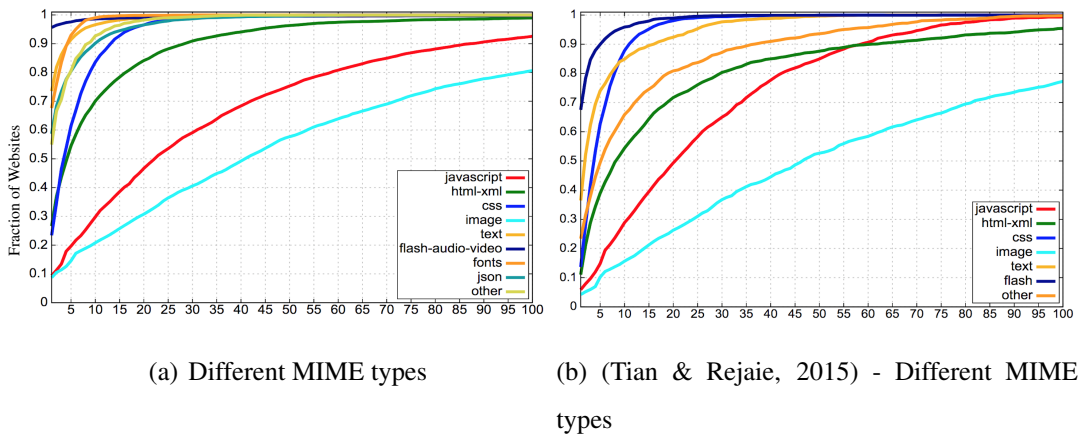 1
0.9
0.8
0.7
0.6
0.5
0.4
0.3
0.2
0.1
0
Fraction of Websites
javascript
html-xml
css
image
text
flash-audio-video
fonts
json
other
5 10 15 20 25 30 35 40 45 50 55 60 65 70 75 80 85 90 95 100
(a) Different MIME types
1
0.9
0.8
0.7
0.6
0.5
0.4
0.3
0.2
0.1
0
javascript
html-xml
css
image
text
flash
other
5 10 15 20 25 30 35 40 45 50 55 60 65 70 75 80 85 90 95 100
(b) (Tian & Rejaie, 2015) - Different MIME
types